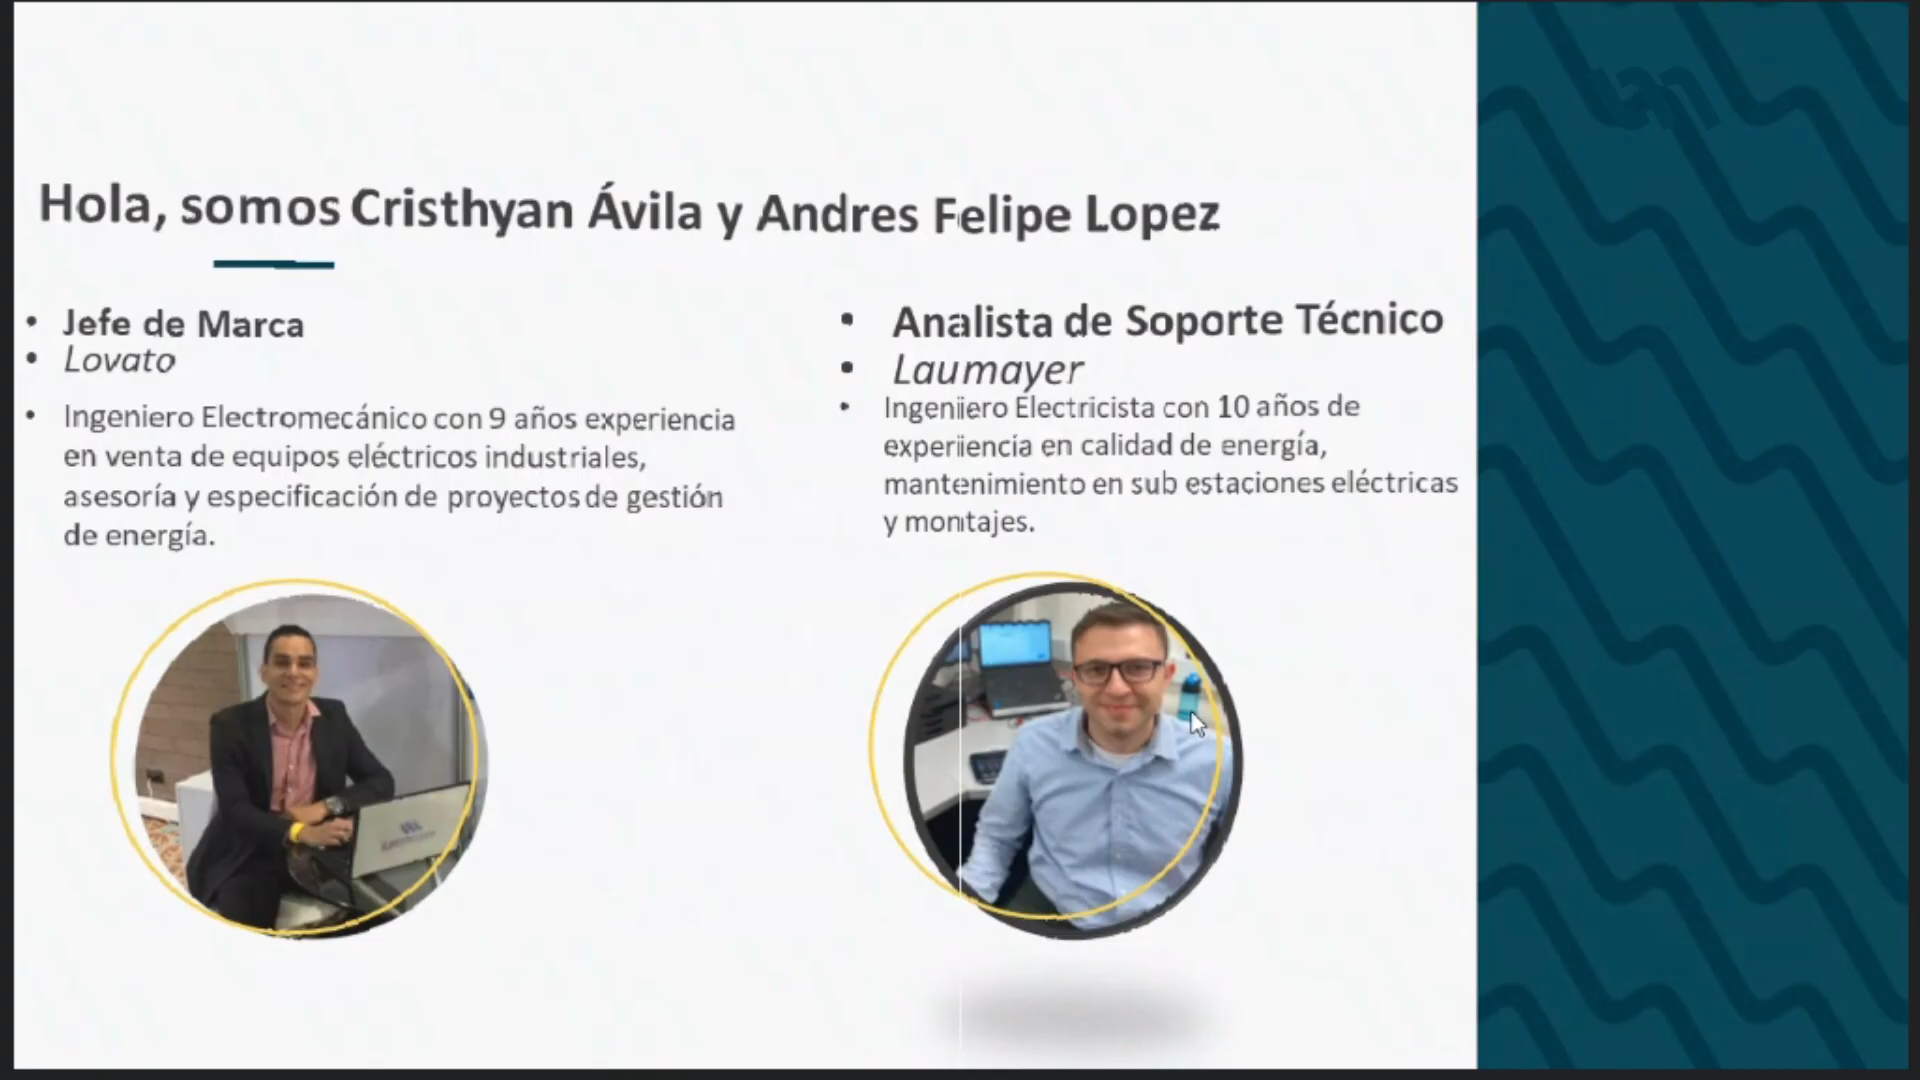 Hola, somos Cristhyan Ávila y Andres Felipe Lopez
• Jefe de Marca
• Lovato
• Ingeniero Electromecánico con 9 años experiencia
en venta de equipos eléctricos industriales,
asesoría y especificación de proyectos de gestión
de energía.
• Analista de Soporte Técnico
• Laumayer
• Ingeniero Electricista con 10 años de
experiencia en calidad de energía,
mantenimiento en sub estaciones eléctricas
y montajes.